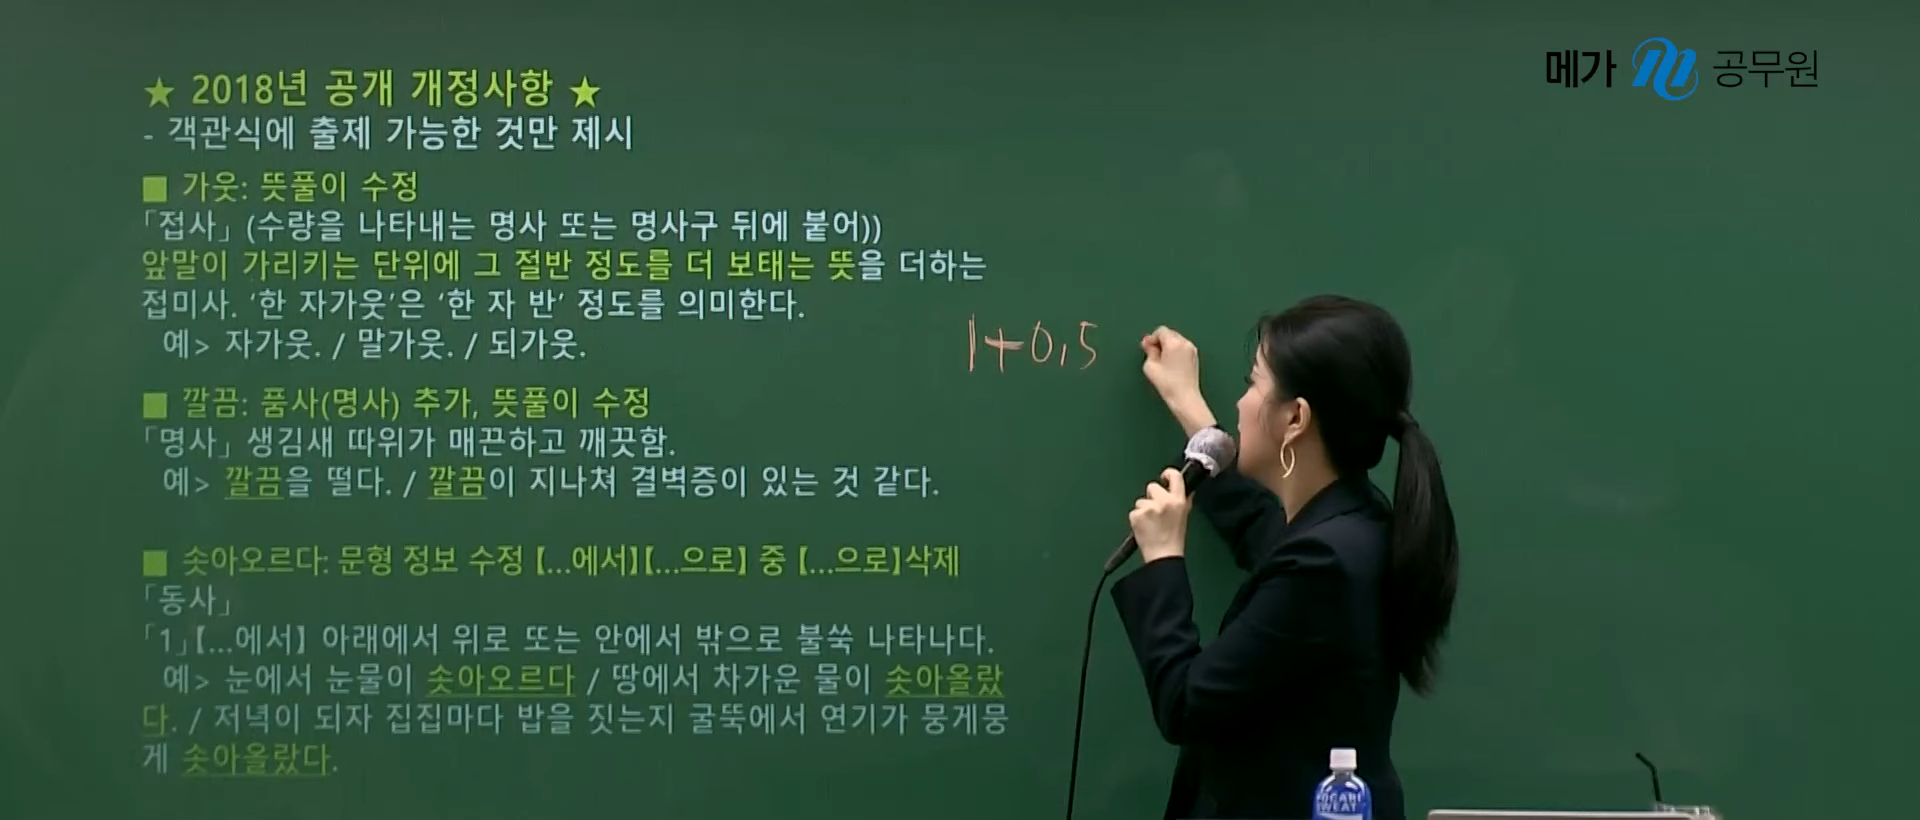 메가 공무원
★ 2018년 공개 개정사항 ★
- 객관식에 출제 가능한 것만 제시
■ 가웃: 뜻풀이 수정
「접사」 (수량을 나타내는 명사 또는 명사구 뒤에 붙어))
앞말이 가리키는 단위에 그 절반 정도를 더 보태는 뜻을 더하는
접미사. ‘한 자가웃’은 ‘한 자 반’ 정도를 의미한다.
예> 자가웃. / 말가웃. / 되가웃.
1+0.5
■ 깔끔: 품사(명사) 추가, 뜻풀이 수정
「명사」 생김새 따위가 매끈하고 깨끗함.
예> 깔끔을 떨다. / 깔끔이 지나쳐 결벽증이 있는 것 같다.
■ 솟아오르다: 문형 정보 수정 【...에서】【...으로】 중 【...으로】삭제
「동사」
「1」【...에서】 아래에서 위로 또는 안에서 밖으로 불쑥 나타나다.
예> 눈에서 눈물이 솟아오르다 / 땅에서 차가운 물이 솟아올랐
다. / 저녁이 되자 집집마다 밥을 짓는지 굴뚝에서 연기가 뭉게뭉
게 솟아올랐다.
POCARI
SWEAT